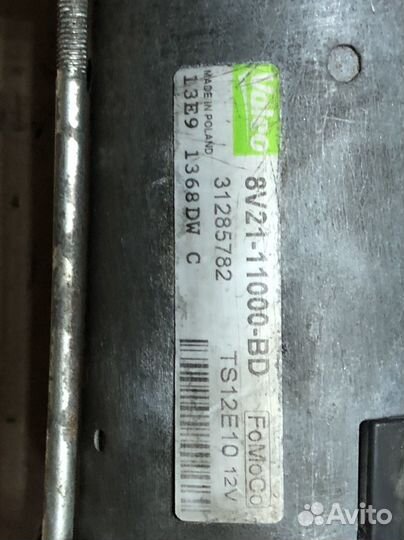 Valeo
8V21-11000-BD FoMoCo
31285782 TS12E10 12V
MADE IN POLAND
13E9 1368DW C
Avito